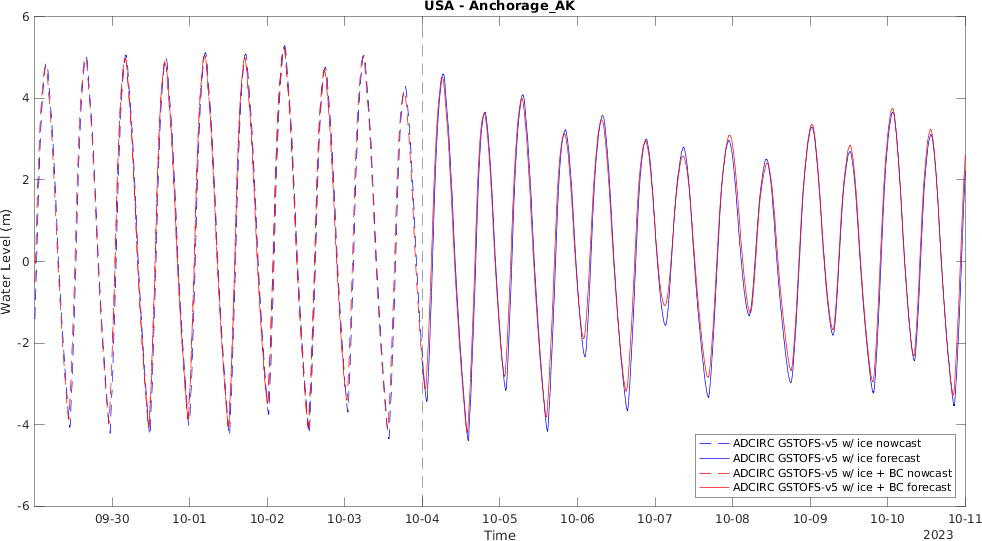 USA - Anchorage_AK
6
4
2
0
-2
-4
-6
Water Level (m)
ADCIRC GSTOFS-v5 w/ ice nowcast
ADCIRC GSTOFS-v5 w/ ice forecast
ADCIRC GSTOFS-v5 w/ ice + BC nowcast
ADCIRC GSTOFS-v5 w/ ice + BC forecast
09-30 10-01 10-02 10-03 10-04 10-05 10-06 10-07 10-08 10-09 10-10 10-11
Time
2023